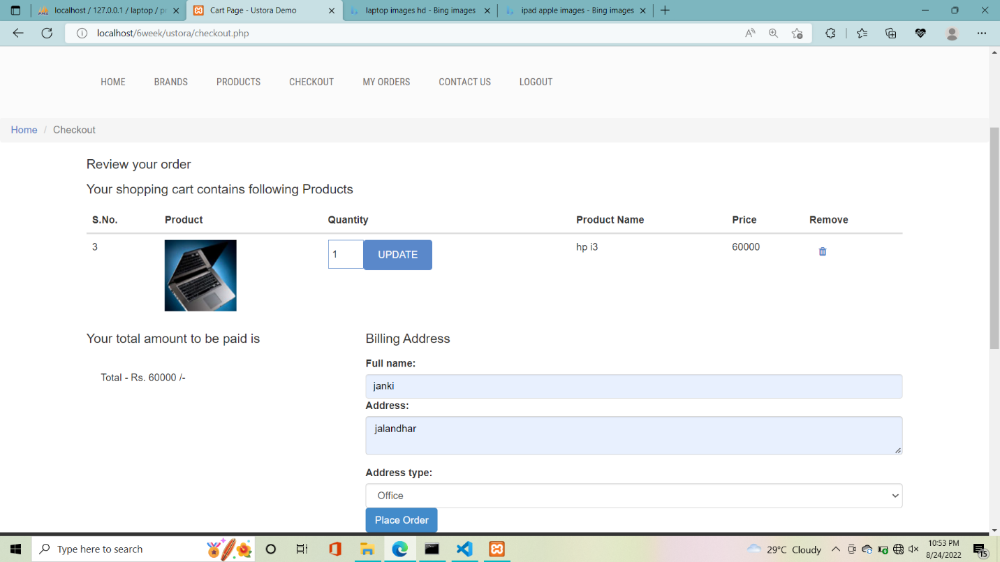 localhost / 127.0.0.1 / laptop / pr
Cart Page - Ustora Demo
laptop images hd - Bing images
ipad apple images - Bing images
localhost/6week/ustora/checkout.php
HOME
BRANDS
PRODUCTS
CHECKOUT
MY ORDERS
CONTACT US
LOGOUT
Home / Checkout
Review your order
Your shopping cart contains following Products
S.No. Product Quantity Product Name Price Remove
3 1 UPDATE hp i3 60000
Your total amount to be paid is
Total - Rs. 60000 /-
Billing Address
Full name:
janki
Address:
jalandhar
Address type:
Office
Place Order
Type here to search
29°C Cloudy
10:53 PM
8/24/2022
15